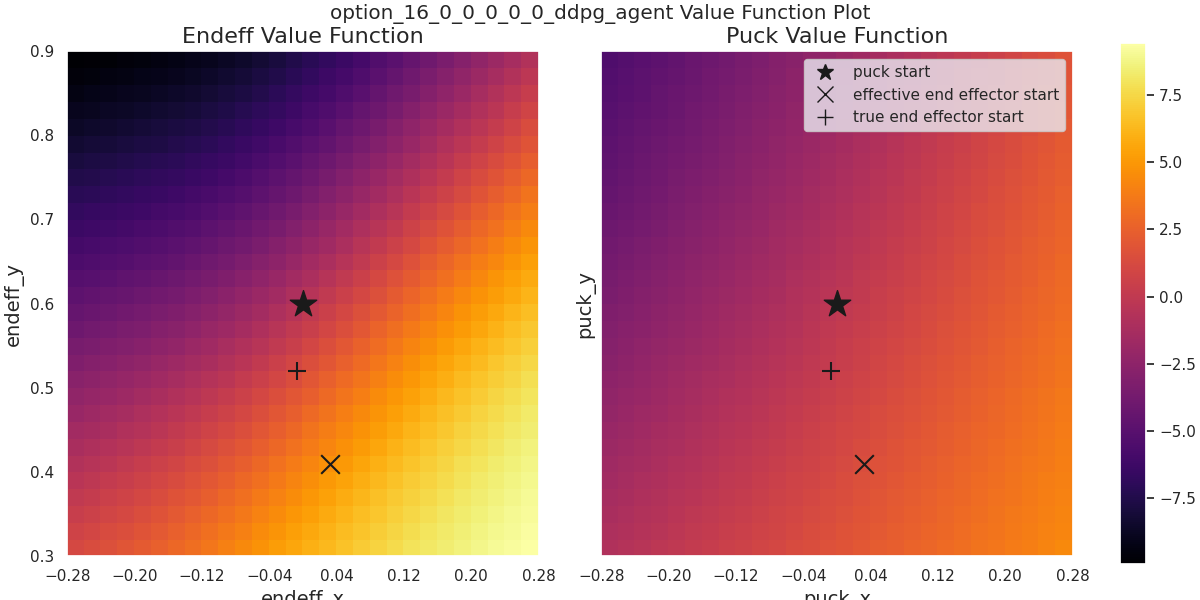 option_16_0_0_0_0_0_ddpg_agent Value Function Plot
Endeff Value Function
Puck Value Function
puck start
effective end effector start
true end effector start
endeff_y
0.9
0.8
0.7
0.6
0.5
0.4
0.3
−0.28 −0.20 −0.12 −0.04 0.04 0.12 0.20 0.28
endeff_x
puck_y
−0.28 −0.20 −0.12 −0.04 0.04 0.12 0.20 0.28
puck_x
7.5
5.0
2.5
0.0
−2.5
−5.0
−7.5